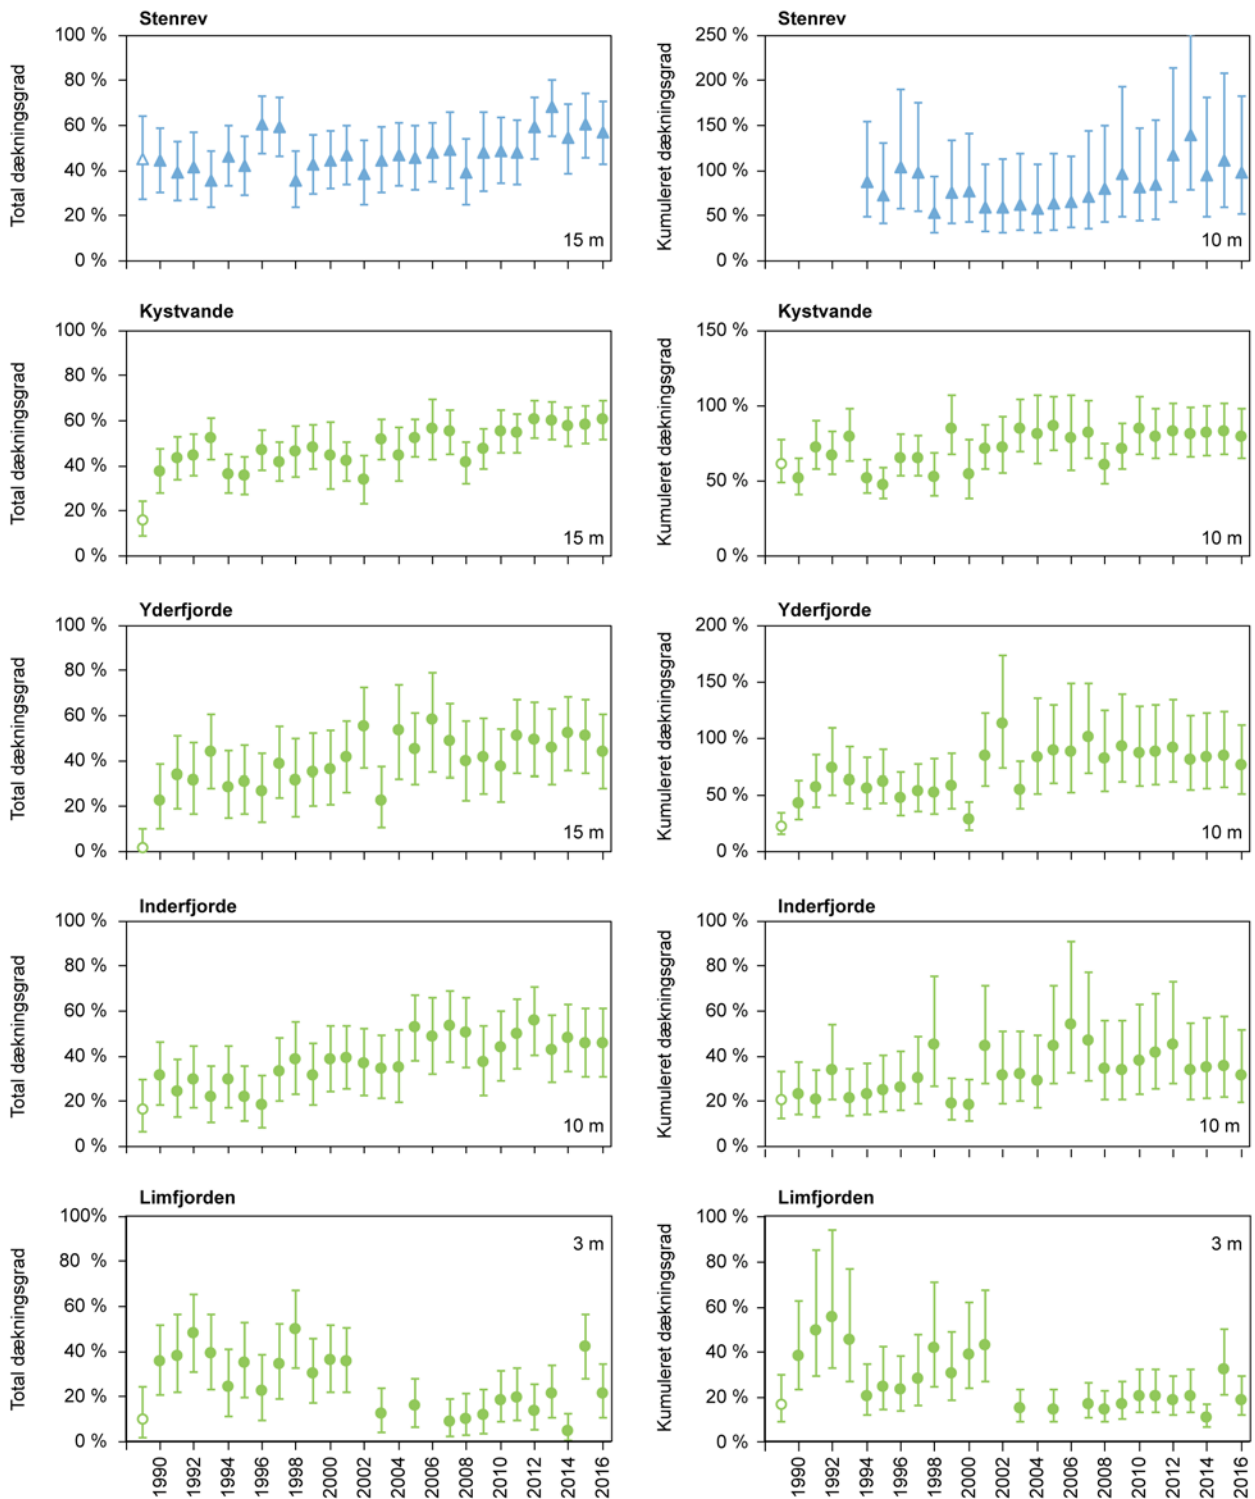 Stenrev
Total dækningsgrad
100 %
80 %
60 %
40 %
20 %
0 %
15 m
Stenrev
Kumuleret dækningsgrad
250 %
200 %
150 %
100 %
50 %
0 %
10 m
Kystvande
Total dækningsgrad
100 %
80 %
60 %
40 %
20 %
0 %
15 m
Kystvande
Kumuleret dækningsgrad
150 %
100 %
50 %
0 %
10 m
Yderfjorde
Total dækningsgrad
100 %
80 %
60 %
40 %
20 %
0 %
15 m
Yderfjorde
Kumuleret dækningsgrad
200 %
150 %
100 %
50 %
0 %
10 m
Inderfjorde
Total dækningsgrad
100 %
80 %
60 %
40 %
20 %
0 %
10 m
Inderfjorde
Kumuleret dækningsgrad
100 %
80 %
60 %
40 %
20 %
0 %
10 m
Limfjorden
Total dækningsgrad
100%
80 %
60 %
40 %
20 %
0 %
3 m
1990
1992
1994
1996
1998
2000
2002
2004
2006
2008
2010
2012
2014
2016
Limfjorden
Kumuleret dækningsgrad
100 %
80 %
60 %
40 %
20 %
0 %
3 m
1990
1992
1994
1996
1998
2000
2002
2004
2006
2008
2010
2012
2014
2016